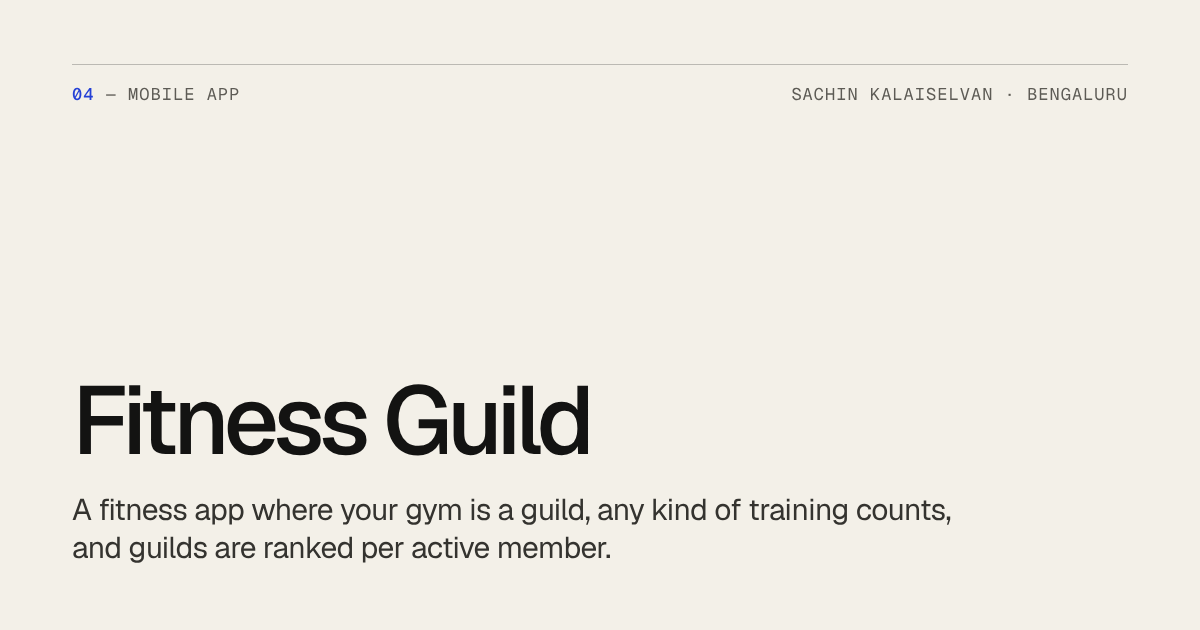 04 — MOBILE APP
SACHIN KALAISELVAN · BENGALURU
Fitness Guild
A fitness app where your gym is a guild, any kind of training counts,
and guilds are ranked per active member.